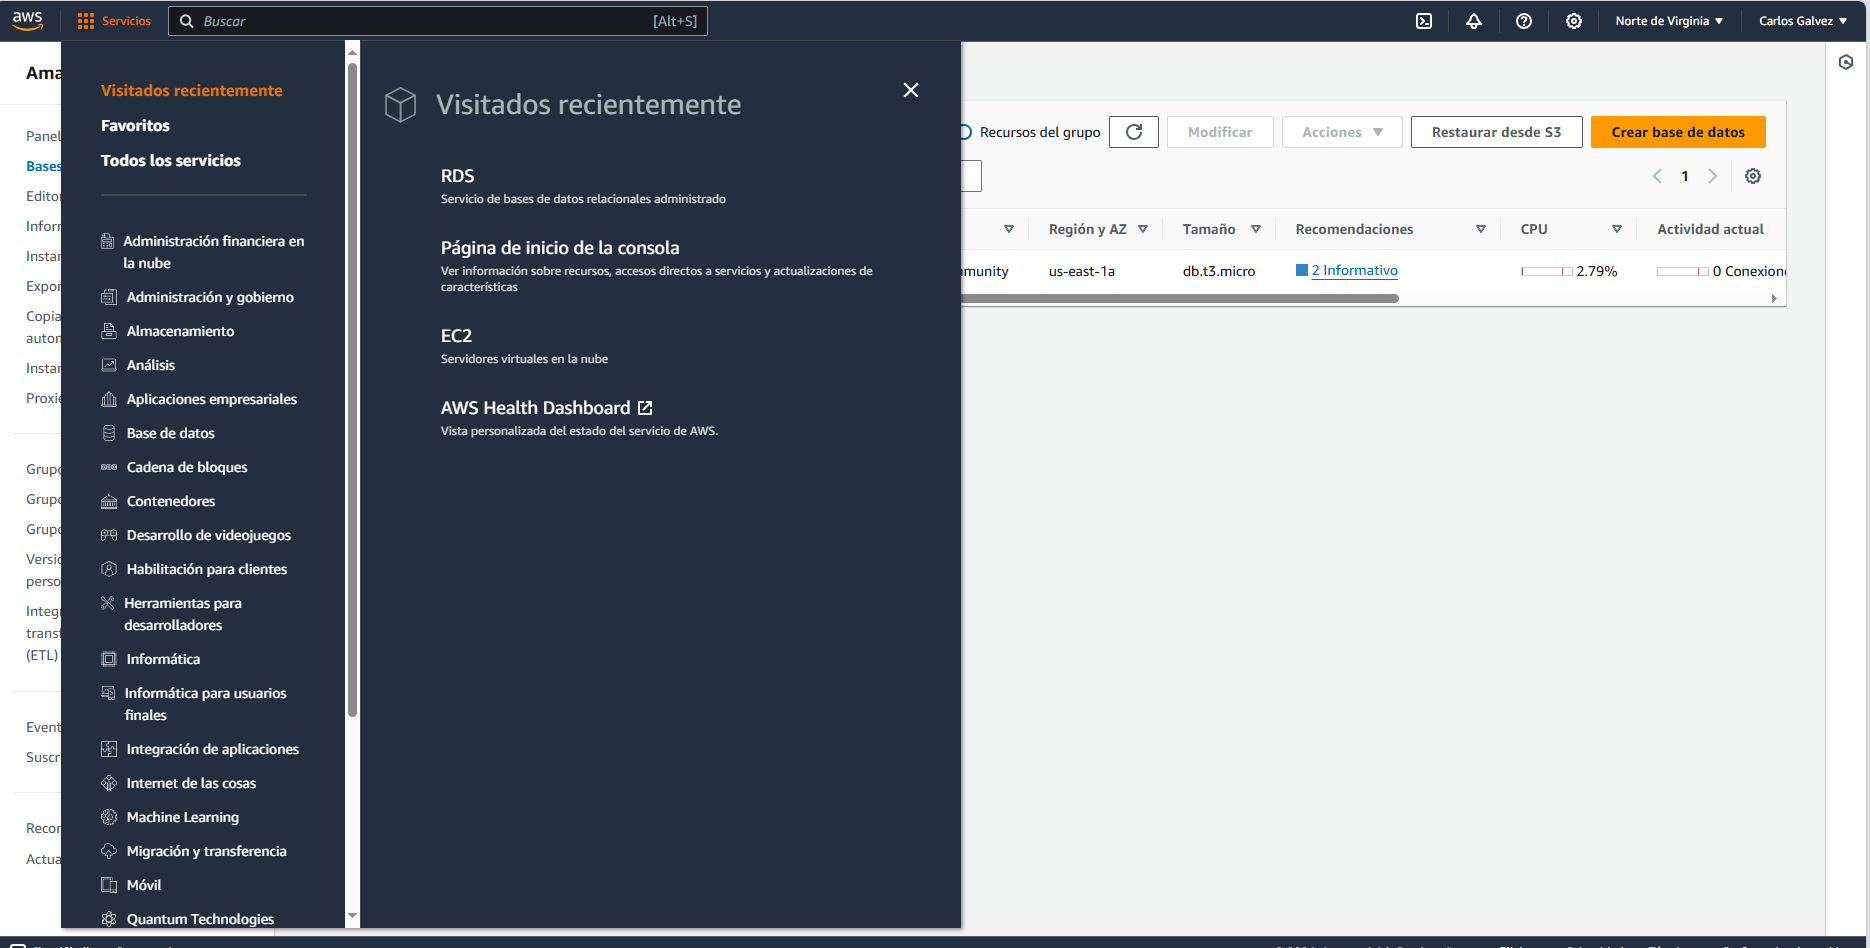 aws
Servicios
Buscar
[Alt+S]
Norte de Virginia
Carlos Galvez
Visitados recientemente
Favoritos
Todos los servicios
Administración financiera en
la nube
Administración y gobierno
Almacenamiento
Análisis
Aplicaciones empresariales
Base de datos
Cadena de bloques
Contenedores
Desarrollo de videojuegos
Habilitación para clientes
Herramientas para
desarrolladores
Informática
Informática para usuarios
finales
Integración de aplicaciones
Internet de las cosas
Machine Learning
Migración y transferencia
Móvil
Quantum Technologies
Visitados recientemente
RDS
Servicio de bases de datos relacionales administrado
Página de inicio de la consola
Ver información sobre recursos, accesos directos a servicios y actualizaciones de
características
EC2
Servidores virtuales en la nube
AWS Health Dashboard
Vista personalizada del estado del servicio de AWS.
Recursos del grupo
Modificar
Acciones
Restaurar desde S3
Crear base de datos
1
Región y AZ
Tamaño
Recomendaciones
CPU
Actividad actual
munity
us-east-1a
db.t3.micro
2 Informativo
2.79%
0 Conexione
Ama
Panel
Bases
Editor
Inform
Instan
Expor
Copia
autom
Instan
Proxie
Grupo
Grupo
Grupo
Versio
perso
Integr
transf
(ETL)
Event
Suscr
Recor
Actua